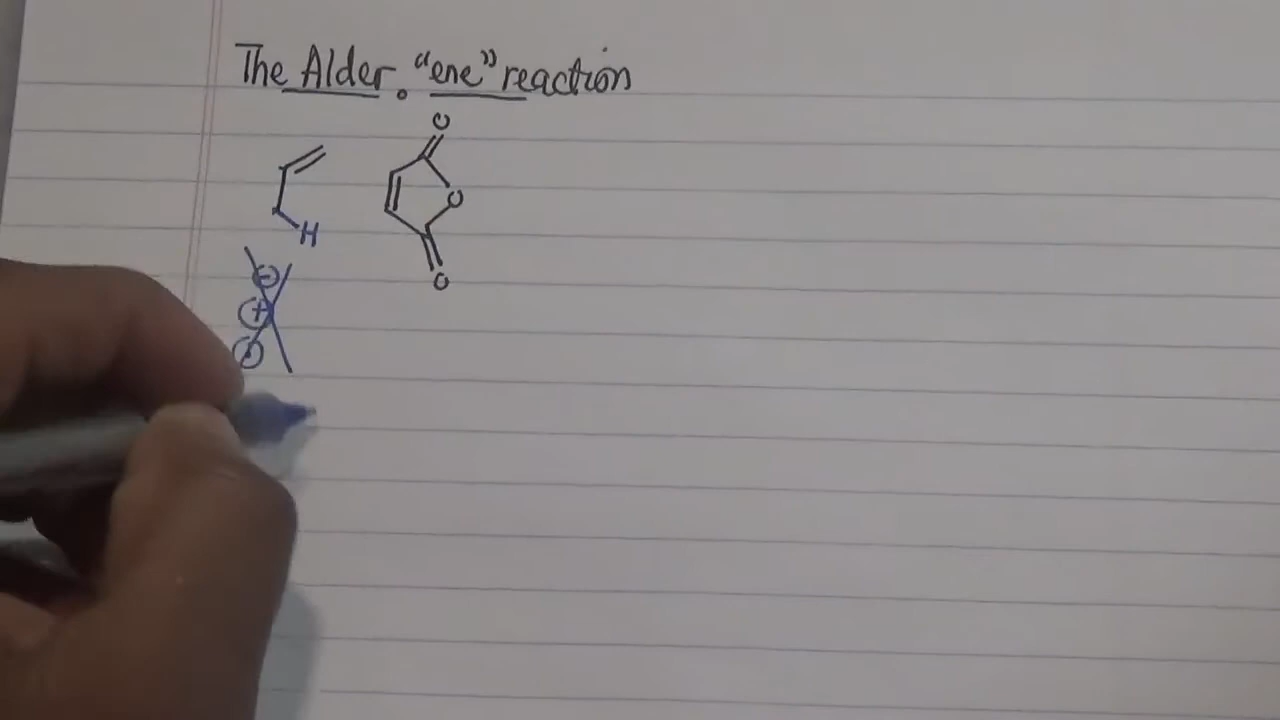 The Alder "ene" reaction
O
O
H
O
⊖
⊕